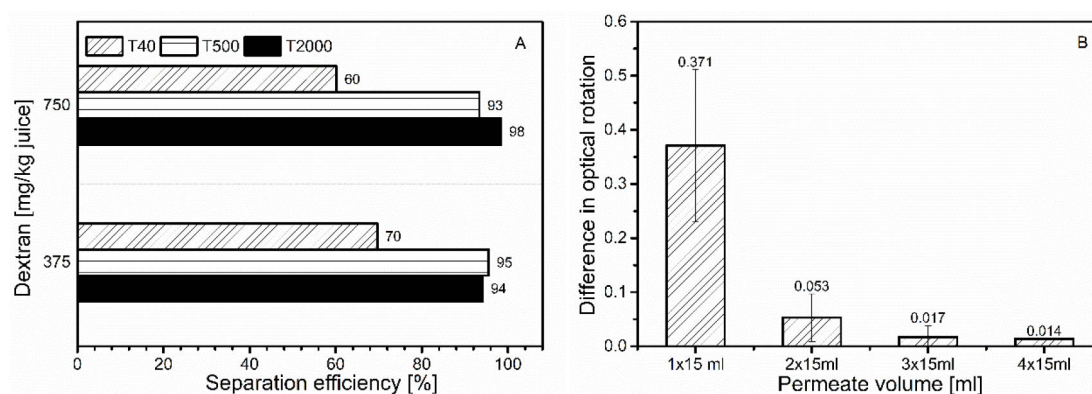 T40 T500 T2000 A
60
93
98
750
70
95
94
375
Dextran [mg/kg juice]
0 20 40 60 80 100
Separation efficiency [%]
B
0.6
0.5
0.4
0.3
0.2
0.1
0.0
0.371
0.053
0.017
0.014
Difference in optical rotation
1x15 ml 2x15ml 3x15ml 4x15ml
Permeate volume [ml]